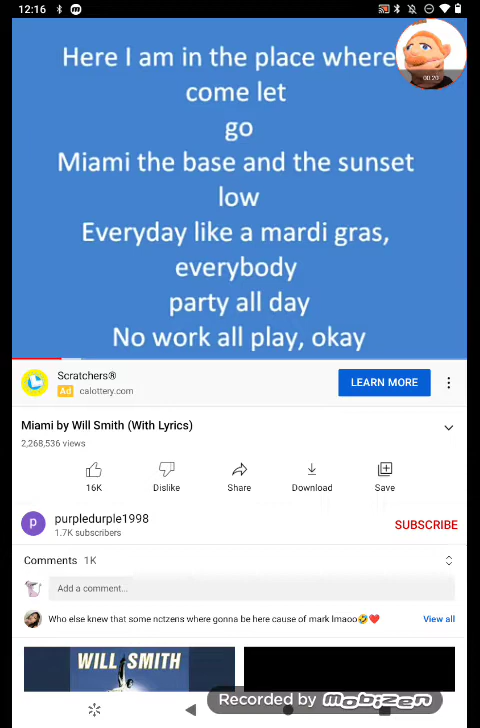 12:16
Here I am in the place where
come let
go
Miami the base and the sunset
low
Everyday like a mardi gras,
everybody
party all day
No work all play, okay
00:20
Scratchers®
Ad calottery.com
LEARN MORE
Miami by Will Smith (With Lyrics)
2,268,536 views
16K Dislike Share Download Save
p
purpledurple1998
1.7K subscribers
SUBSCRIBE
Comments 1K
Add a comment...
Who else knew that some nctzens where gonna be here cause of mark lmaoo🤣❤️
View all
WILL SMITH
Recorded by mobizen